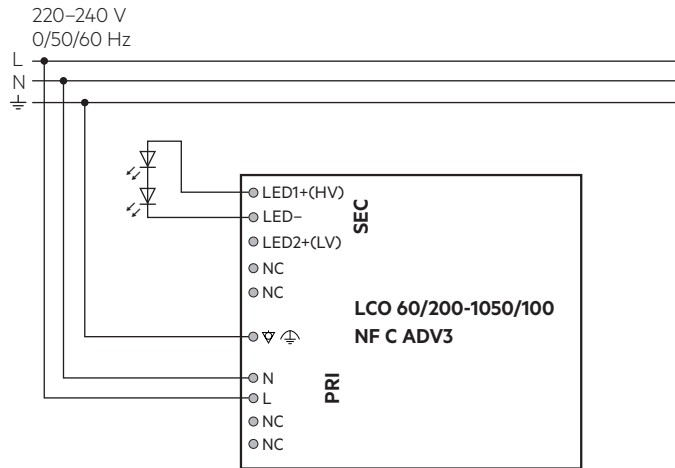 220–240 V
0/50/60 Hz
L
N
LED1+(HV)
LED–
LED2+(LV)
NC
NC
SEC
LCO 60/200-1050/100
NF C ADV3
N
L
NC
NC
PRI